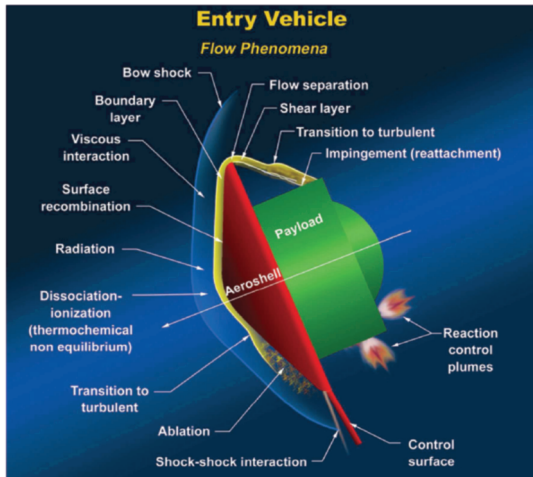 Entry Vehicle
Flow Phenomena
Bow shock
Flow separation
Boundary
layer
Shear layer
Transition to turbulent
Viscous
interaction
Impingement (reattachment)
Surface
recombination
Payload
Radiation
Aeroshell
Dissociation-
ionization
(thermochemical
non equilibrium)
Reaction
control
plumes
Transition to
turbulent
Ablation
Shock-shock interaction
Control
surface